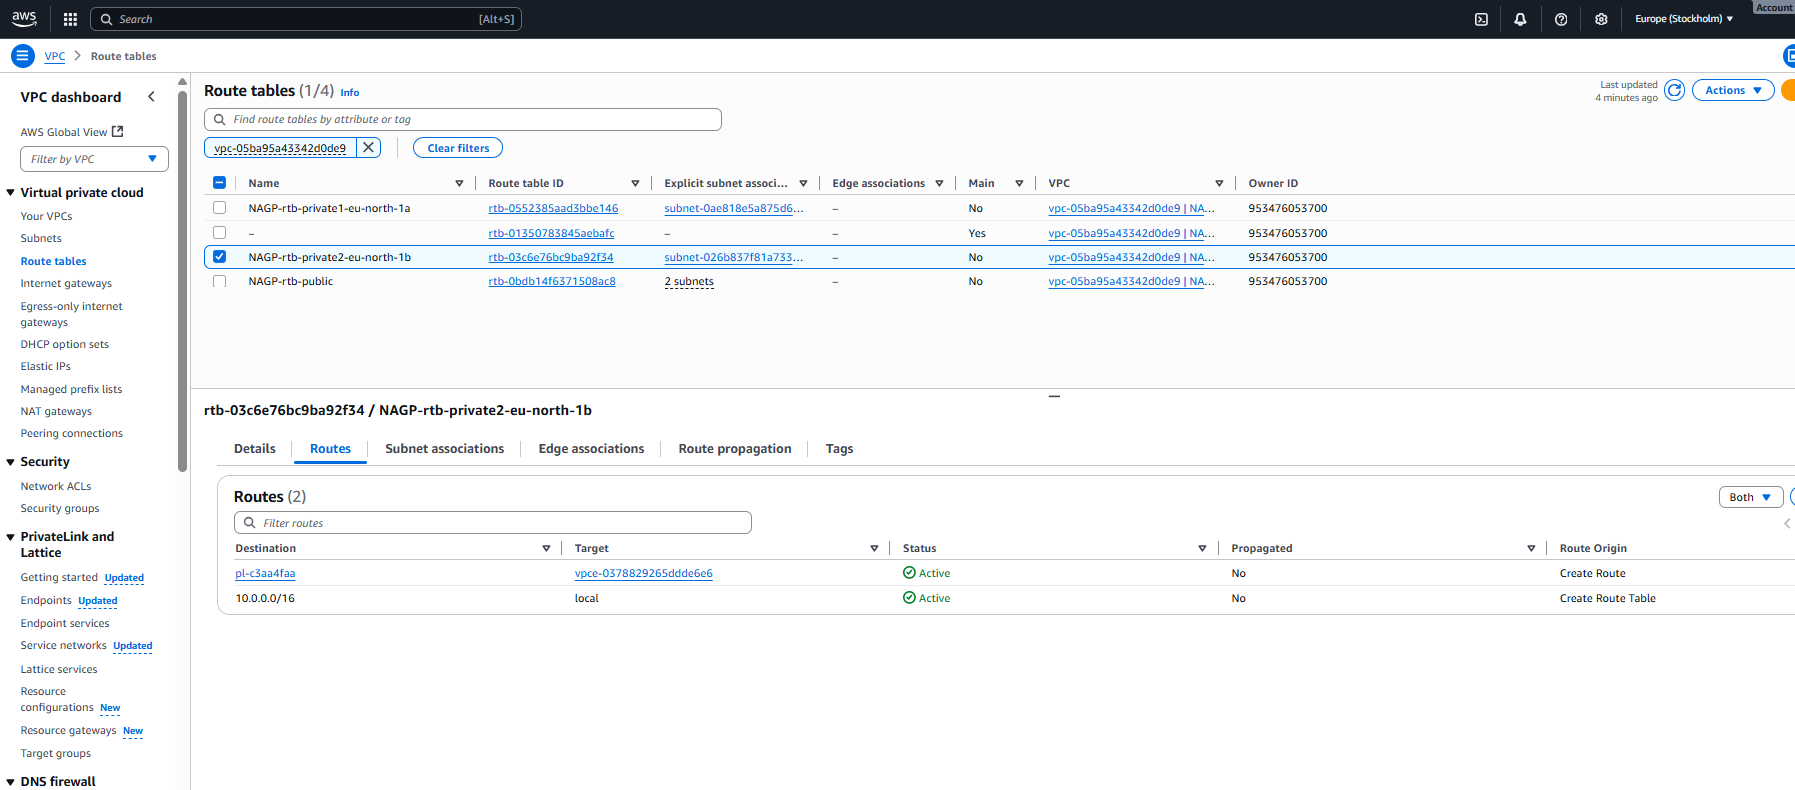 aws
Search [Alt+S]
Europe (Stockholm)
Account
VPC
Route tables
VPC dashboard
AWS Global View
Filter by VPC
Virtual private cloud
Your VPCs
Subnets
Route tables
Internet gateways
Egress-only internet
gateways
DHCP option sets
Elastic IPs
Managed prefix lists
NAT gateways
Peering connections
Security
Network ACLs
Security groups
PrivateLink and
Lattice
Getting started Updated
Endpoints Updated
Endpoint services
Service networks Updated
Lattice services
Resource
configurations New
Resource gateways New
Target groups
DNS firewall
Route tables (1/4) Info
Last updated
4 minutes ago
Actions
Find route tables by attribute or tag
vpc-05ba95a43342d0de9
Clear filters
Name Route table ID Explicit subnet associ... Edge associations Main VPC Owner ID
NAGP-rtb-private1-eu-north-1a rtb-0552385aad3bbe146 subnet-0ae818e5a875d6... – No vpc-05ba95a43342d0de9 | NA... 953476053700
– rtb-01350783845aebafc – – Yes vpc-05ba95a43342d0de9 | NA... 953476053700
NAGP-rtb-private2-eu-north-1b rtb-03c6e76bc9ba92f34 subnet-026b837f81a733... – No vpc-05ba95a43342d0de9 | NA... 953476053700
NAGP-rtb-public rtb-0bdb14f6371508ac8 2 subnets – No vpc-05ba95a43342d0de9 | NA... 953476053700
rtb-03c6e76bc9ba92f34 / NAGP-rtb-private2-eu-north-1b
Details Routes Subnet associations Edge associations Route propagation Tags
Routes (2)
Both
Filter routes
Destination Target Status Propagated Route Origin
pl-c3aa4faa vpce-0378829265ddde6e6 Active No Create Route
10.0.0.0/16 local Active No Create Route Table